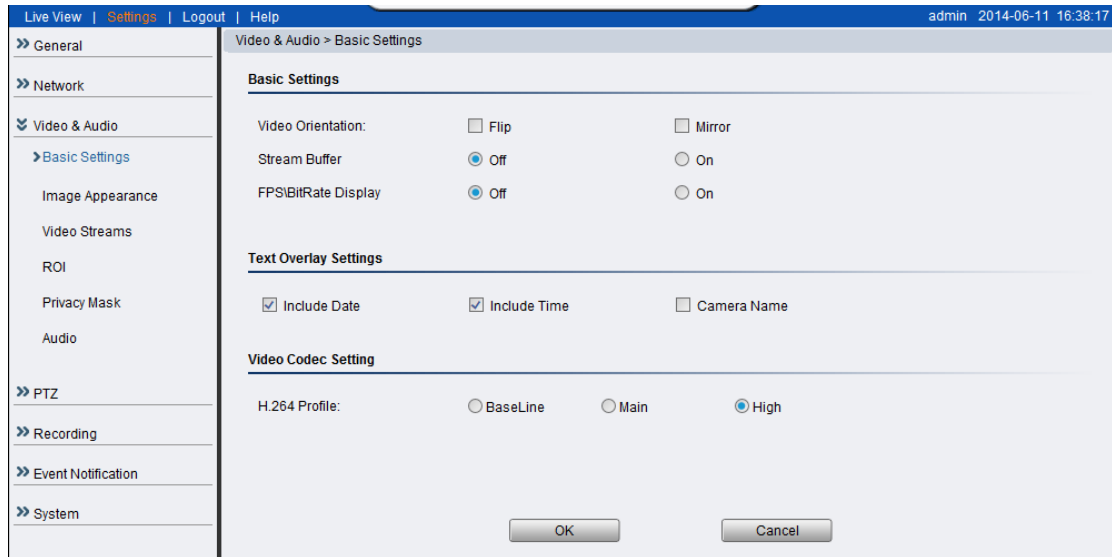 Live View | Settings | Logout | Help admin 2014-06-11 16:38:17
General
Network
Video & Audio
Basic Settings
Image Appearance
Video Streams
ROI
Privacy Mask
Audio
PTZ
Recording
Event Notification
System
Video & Audio > Basic Settings
Basic Settings
Video Orientation: Flip Mirror
Stream Buffer Off On
FPS\BitRate Display Off On
Text Overlay Settings
Include Date Include Time Camera Name
Video Codec Setting
H.264 Profile: BaseLine Main High
OK Cancel